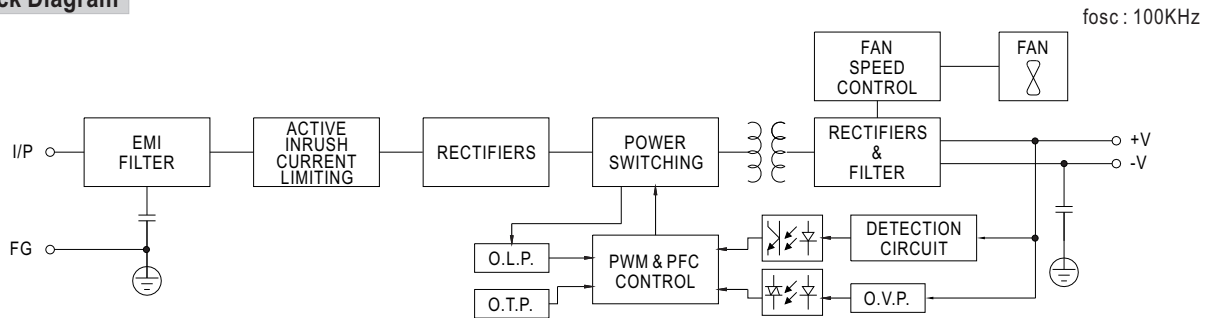 ck Diagram
fosc : 100KHz
FAN
SPEED
CONTROL
FAN
I/P
EMI
FILTER
ACTIVE
INRUSH
CURRENT
LIMITING
RECTIFIERS
POWER
SWITCHING
RECTIFIERS
&
FILTER
+V
-V
FG
O.L.P.
O.T.P.
PWM & PFC
CONTROL
DETECTION
CIRCUIT
O.V.P.